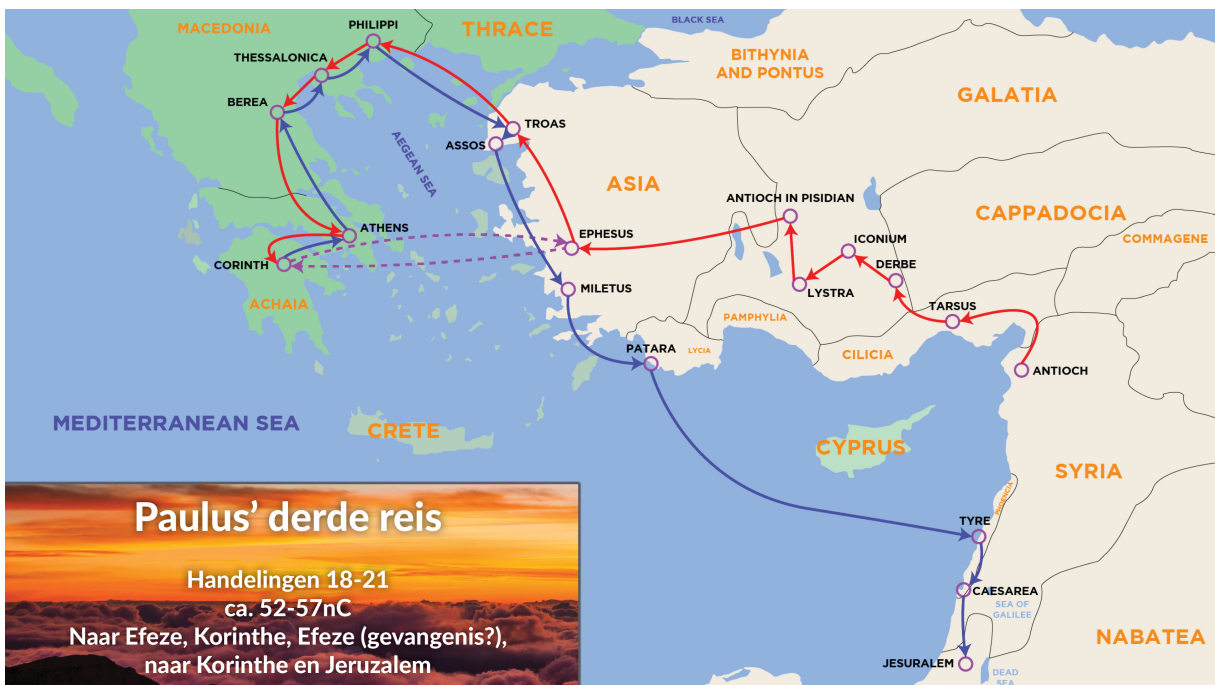 BLACK SEA
MACEDONIA
PHILIPPI
THRACE
THESSALONICA
BITHYNIA
AND PONTUS
GALATIA
BEREA
TROAS
ASSOS
AEGEAN SEA
ASIA
ANTIOCH IN PISIDIAN
CAPPADOCIA
COMMAGENE
ATHENS
EPHESUS
ICONIUM
DERBE
CORINTH
MILETUS
LYSTRA
TARSUS
ACHAIA
PAMPHYLIA
PATARA
LYCIA
CILICIA
ANTIOCH
MEDITERRANEAN SEA
CRETE
CYPRUS
SYRIA
PHOENICIA
TYRE
CAESAREA
SEA OF
GALILEE
NABATEA
JESURALEM
DEAD
SEA
Paulus’ derde reis
Handelingen 18-21
ca. 52-57nC
Naar Efeze, Korinthe, Efeze (gevangenis?),
naar Korinthe en Jeruzalem